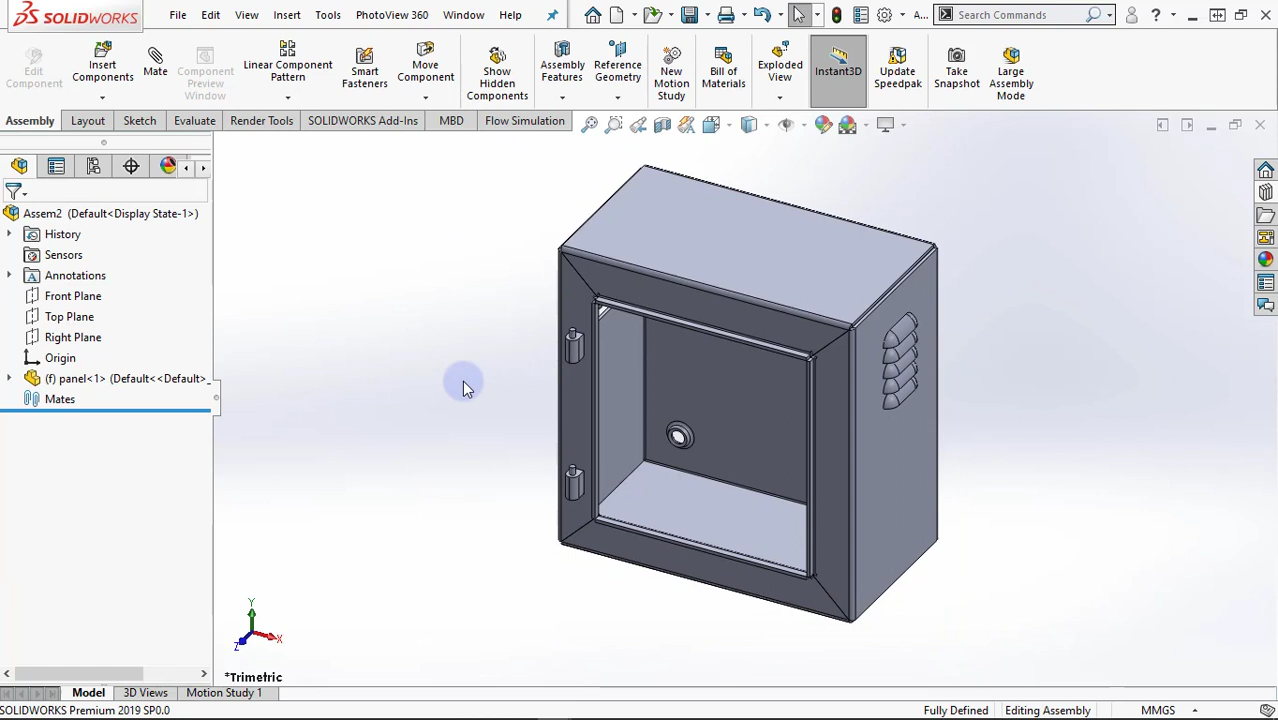 SOLIDWORKS File Edit View Insert Tools PhotoView 360 Window Help A... Search Commands ?
Edit Component
Insert Components
Mate
Component Preview Window
Linear Component Pattern
Smart Fasteners
Move Component
Show Hidden Components
Assembly Features
Reference Geometry
New Motion Study
Bill of Materials
Exploded View
Instant3D
Update Speedpak
Take Snapshot
Large Assembly Mode
Assembly Layout Sketch Evaluate Render Tools SOLIDWORKS Add-Ins MBD Flow Simulation
Assem2 (Default<Display State-1>)
History
Sensors
Annotations
Front Plane
Top Plane
Right Plane
Origin
(f) panel<1> (Default<<Default>_
Mates
Y
X
Z
*Trimetric
Model 3D Views Motion Study 1
SOLIDWORKS Premium 2019 SP0.0 Fully Defined Editing Assembly MMGS